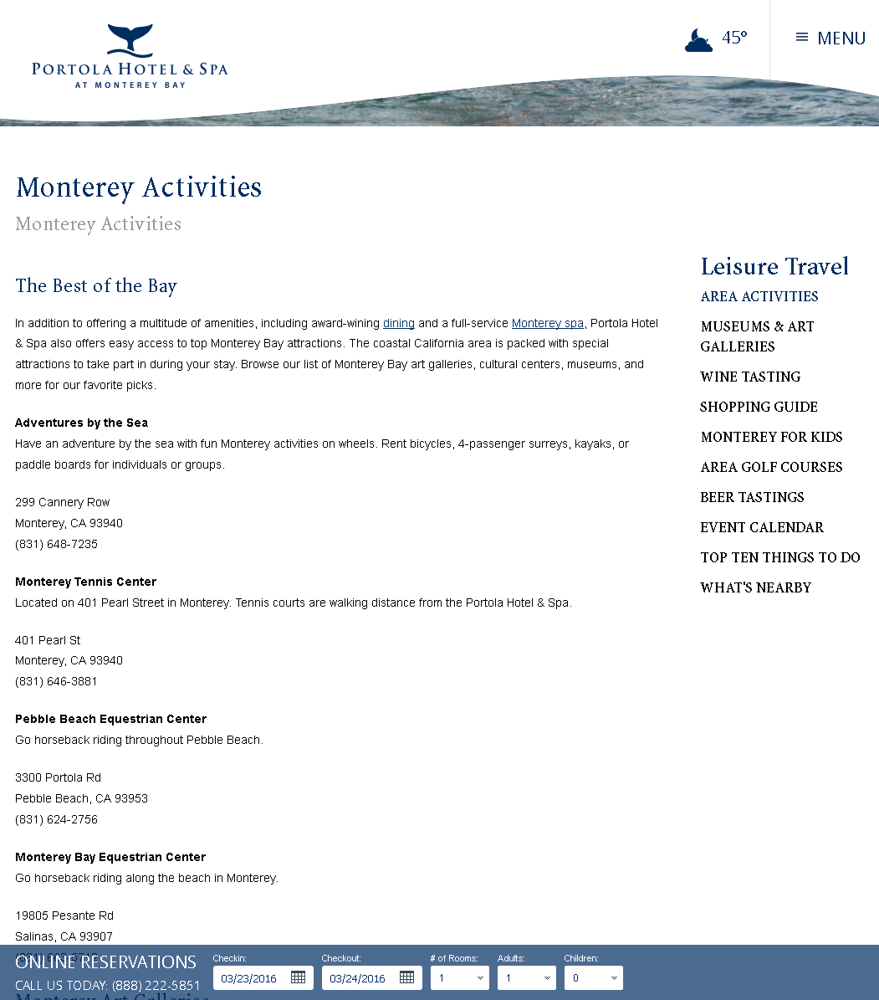 PORTOLA HOTEL & SPA
AT MONTEREY BAY
45°
MENU
Monterey Activities
Monterey Activities
The Best of the Bay
In addition to offering a multitude of amenities, including award-wining dining and a full-service Monterey spa, Portola Hotel
& Spa also offers easy access to top Monterey Bay attractions. The coastal California area is packed with special
attractions to take part in during your stay. Browse our list of Monterey Bay art galleries, cultural centers, museums, and
more for our favorite picks.
Adventures by the Sea
Have an adventure by the sea with fun Monterey activities on wheels. Rent bicycles, 4-passenger surreys, kayaks, or
paddle boards for individuals or groups.
299 Cannery Row
Monterey, CA 93940
(831) 648-7235
Monterey Tennis Center
Located on 401 Pearl Street in Monterey. Tennis courts are walking distance from the Portola Hotel & Spa.
401 Pearl St
Monterey, CA 93940
(831) 646-3881
Pebble Beach Equestrian Center
Go horseback riding throughout Pebble Beach.
3300 Portola Rd
Pebble Beach, CA 93953
(831) 624-2756
Monterey Bay Equestrian Center
Go horseback riding along the beach in Monterey.
19805 Pesante Rd
Salinas, CA 93907
Leisure Travel
AREA ACTIVITIES
MUSEUMS & ART
GALLERIES
WINE TASTING
SHOPPING GUIDE
MONTEREY FOR KIDS
AREA GOLF COURSES
BEER TASTINGS
EVENT CALENDAR
TOP TEN THINGS TO DO
WHAT'S NEARBY
ONLINE RESERVATIONS
CALL US TODAY: (888) 222-5851
Checkin:
03/23/2016
Checkout:
03/24/2016
# of Rooms:
1
Adults:
1
Children:
0
Monterey Art Galleries